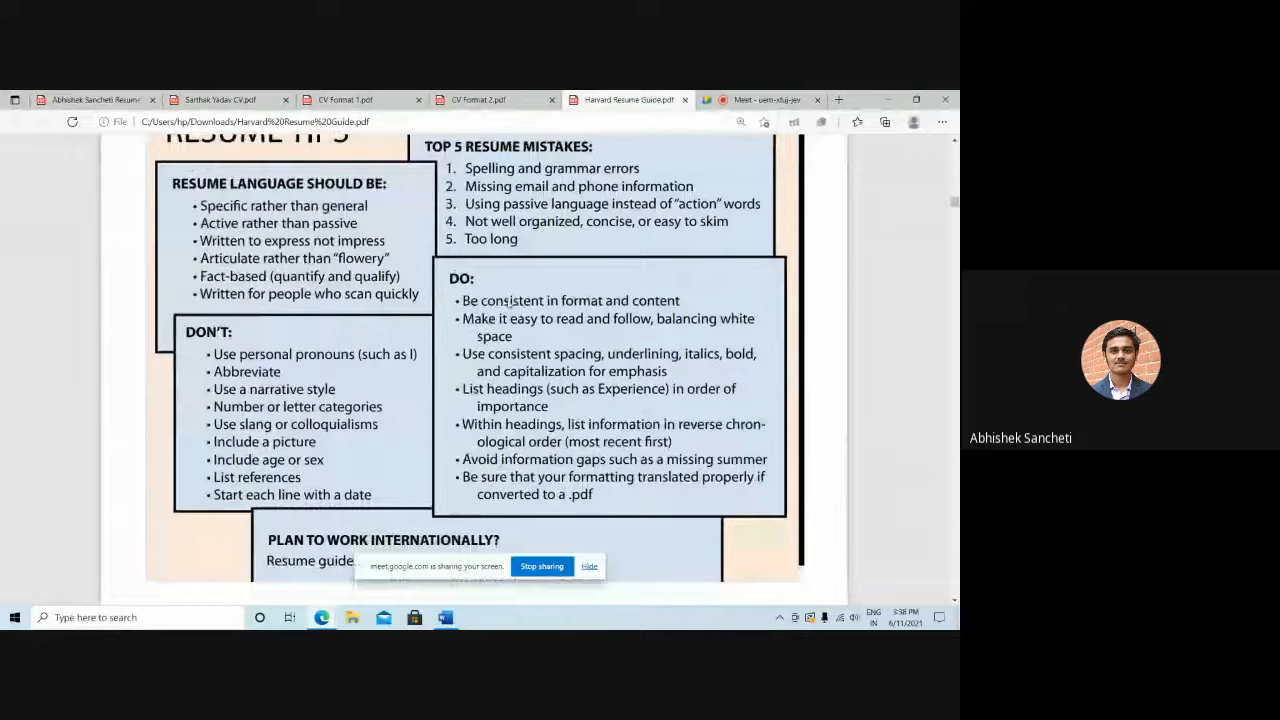 Abhishek Sancheti Resume
Sarthak Yadav CV.pdf
CV Format 1.pdf
CV Format 2.pdf
Harvard Resume Guide.pdf
Meet - uem-xfuj-jev
File
C:/Users/hp/Downloads/Harvard%20Resume%20Guide.pdf
RESUME TIPS
RESUME LANGUAGE SHOULD BE:
• Specific rather than general
• Active rather than passive
• Written to express not impress
• Articulate rather than “flowery”
• Fact-based (quantify and qualify)
• Written for people who scan quickly
TOP 5 RESUME MISTAKES:
1. Spelling and grammar errors
2. Missing email and phone information
3. Using passive language instead of “action” words
4. Not well organized, concise, or easy to skim
5. Too long
DON’T:
• Use personal pronouns (such as I)
• Abbreviate
• Use a narrative style
• Number or letter categories
• Use slang or colloquialisms
• Include a picture
• Include age or sex
• List references
• Start each line with a date
DO:
• Be consistent in format and content
• Make it easy to read and follow, balancing white
space
• Use consistent spacing, underlining, italics, bold,
and capitalization for emphasis
• List headings (such as Experience) in order of
importance
• Within headings, list information in reverse chron-
ological order (most recent first)
• Avoid information gaps such as a missing summer
• Be sure that your formatting translated properly if
converted to a .pdf
PLAN TO WORK INTERNATIONALLY?
Resume guide
meet.google.com is sharing your screen.
Stop sharing
Hide
Type here to search
ENG
IN
3:38 PM
6/11/2021
Abhishek Sancheti